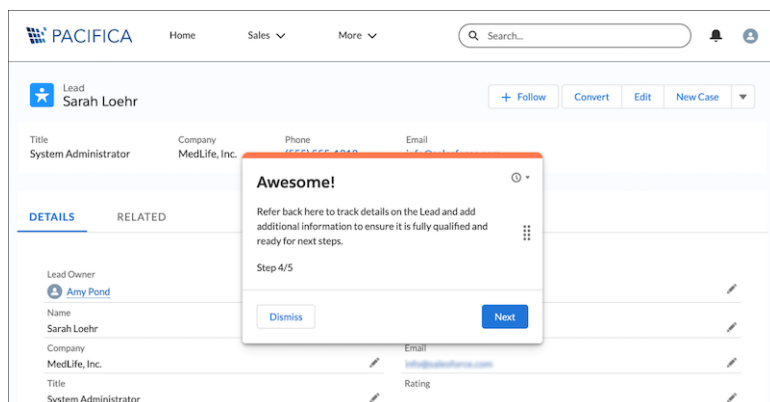 PACIFICA Home Sales More Search...
Lead
Sarah Loehr
+ Follow Convert Edit New Case
Title Company Phone Email
System Administrator MedLife, Inc.
Awesome!
Refer back here to track details on the Lead and add
additional information to ensure it is fully qualified and
ready for next steps.
Step 4/5
Dismiss Next
DETAILS RELATED
Lead Owner
Amy Pond
Name
Sarah Loehr
Company Email
MedLife, Inc. info@salesforce.com
Title Rating
System Administrator